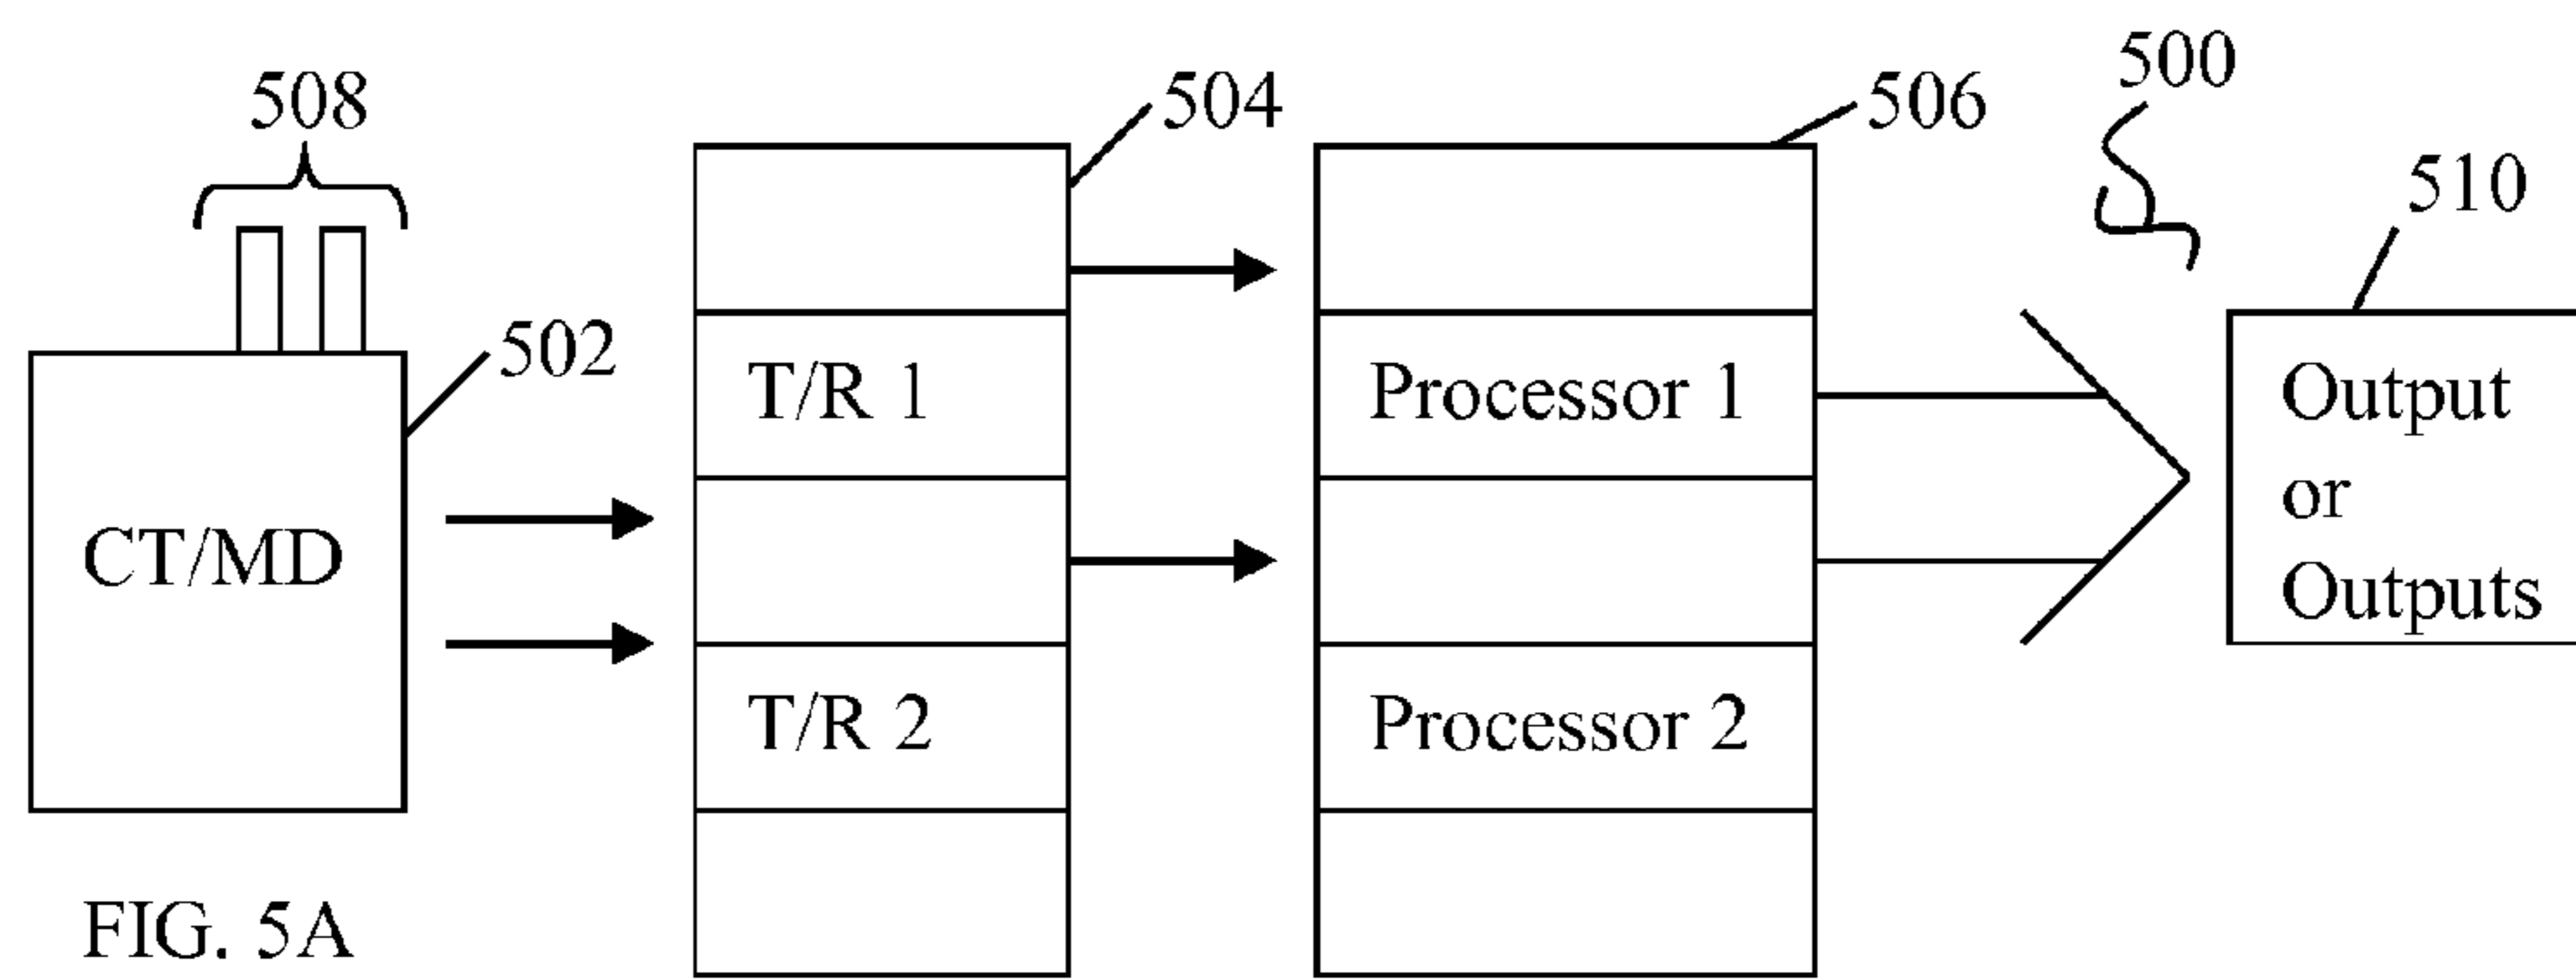 508
504
506
500
510
502
CT/MD
T/R 1
T/R 2
Processor 1
Processor 2
Output
or
Outputs
FIG. 5A